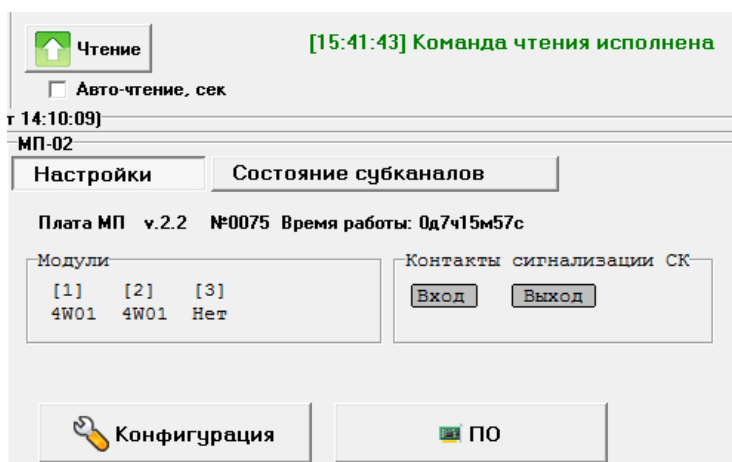 Чтение
[15:41:43] Команда чтения исполнена
Авто-чтение, сек
т 14:10:09)
МП-02
Настройки Состояние субканалов
Плата МП v.2.2 №0075 Время работы: 0д7ч15м57с
Модули Контакты сигнализации СК
[1] [2] [3]
Вход Выход
4W01 4W01 Нет
Конфигурация ПО